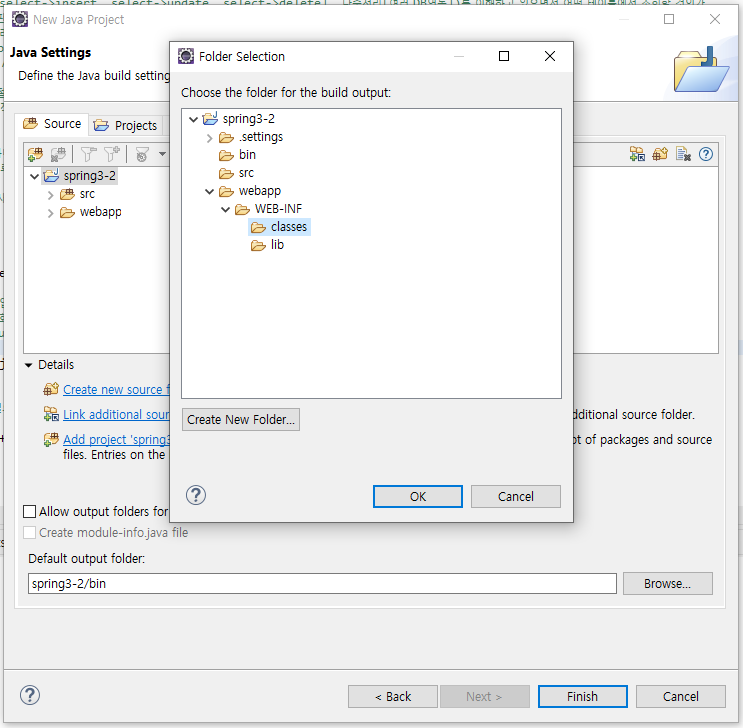 New Java Project
Java Settings
Define the Java build setting
Source
Projects
spring3-2
src
webapp
Details
Create new source f
Link additional sour
dditional source folder.
Add project 'spring3
ot of packages and source
files. Entries on the
Allow output folders for
Create module-info.java file
Default output folder:
spring3-2/bin
Browse...
< Back
Next >
Finish
Cancel
Folder Selection
Choose the folder for the build output:
spring3-2
.settings
bin
src
webapp
WEB-INF
classes
lib
Create New Folder...
OK
Cancel